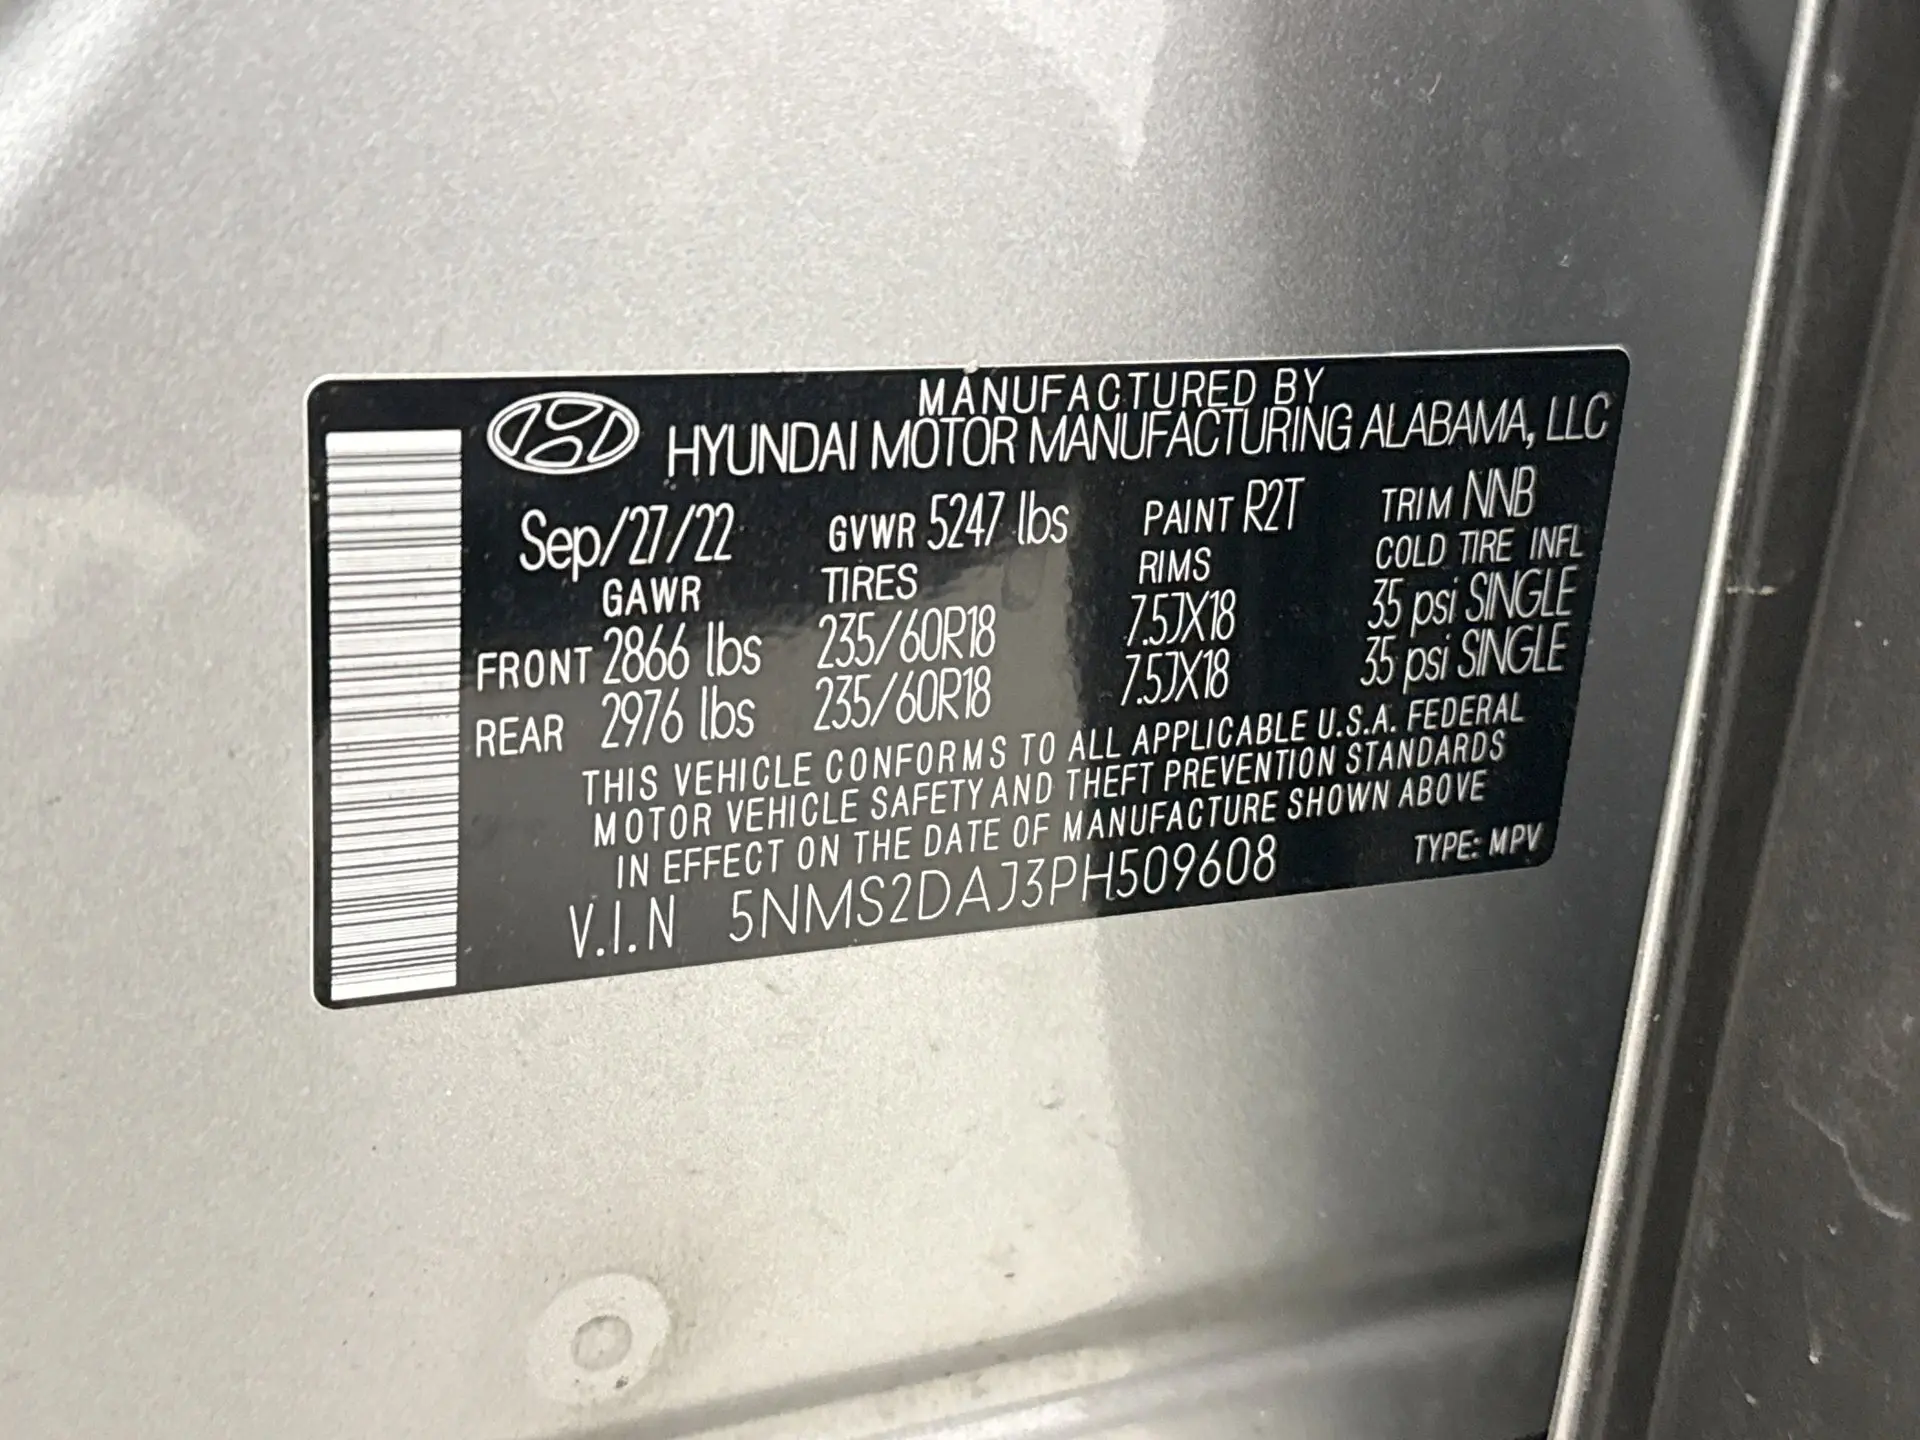 MANUFACTURED BY
HYUNDAI MOTOR MANUFACTURING ALABAMA, LLC
Sep/27/22 GVWR 5247 lbs PAINT R2T TRIM NNB
GAWR TIRES RIMS COLD TIRE INFL
FRONT 2866 lbs 235/60R18 7.5JX18 35 psi SINGLE
REAR 2976 lbs 235/60R18 7.5JX18 35 psi SINGLE
THIS VEHICLE CONFORMS TO ALL APPLICABLE U.S.A. FEDERAL
MOTOR VEHICLE SAFETY AND THEFT PREVENTION STANDARDS
IN EFFECT ON THE DATE OF MANUFACTURE SHOWN ABOVE
V.I.N 5NMS2DAJ3PH509608 TYPE: MPV